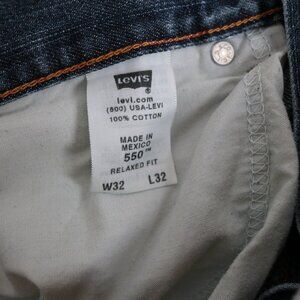 LEVI'S
levi.com
(800) USA-LEVI
100% COTTON
MADE IN
MEXICO
550™
RELAXED FIT
W32 L32